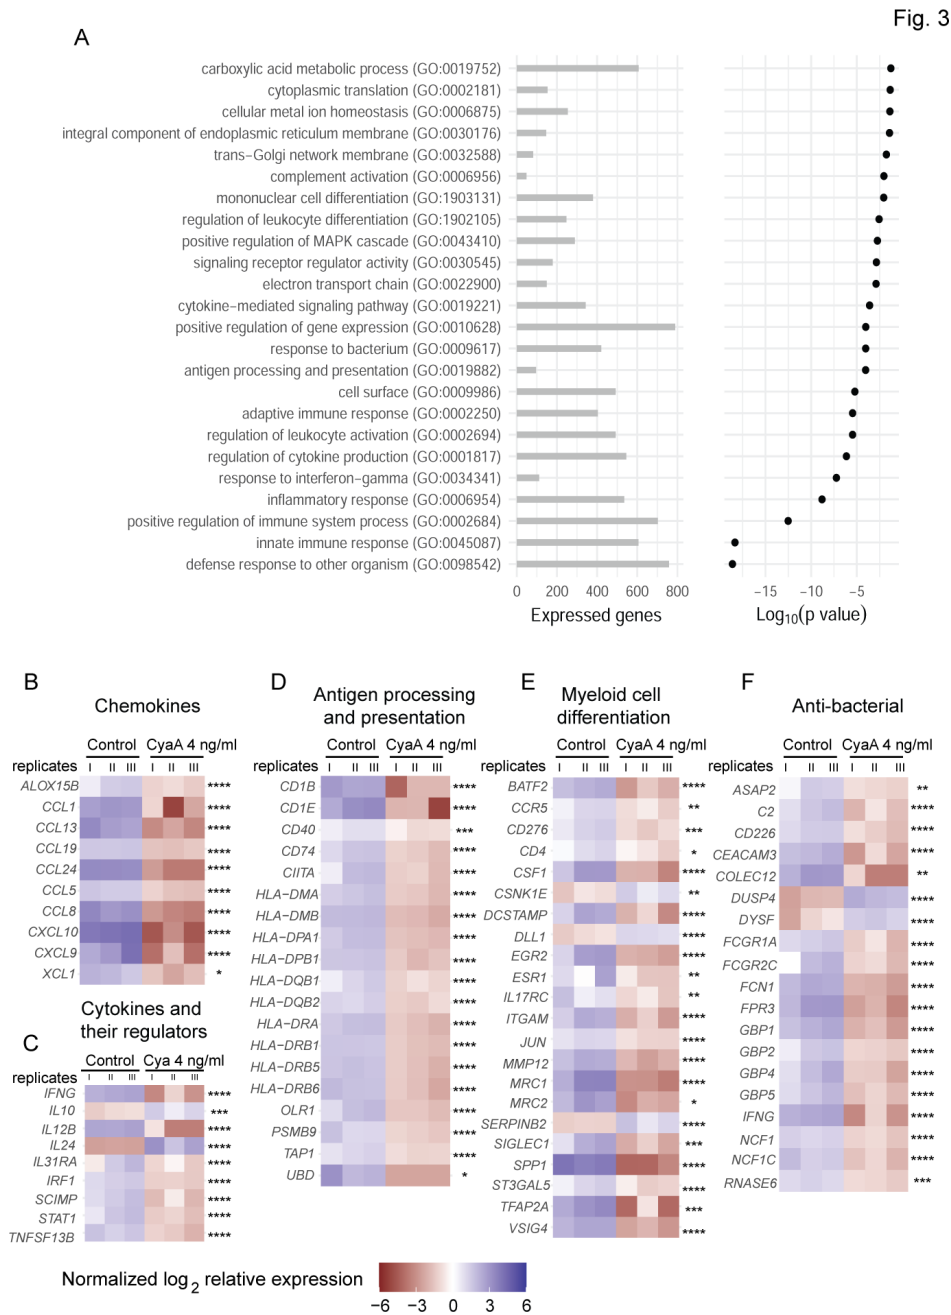 Fig. 3
A
carboxylic acid metabolic process (GO:0019752)
cytoplasmic translation (GO:0002181)
cellular metal ion homeostasis (GO:0006875)
integral component of endoplasmic reticulum membrane (GO:0030176)
trans−Golgi network membrane (GO:0032588)
complement activation (GO:0006956)
mononuclear cell differentiation (GO:1903131)
regulation of leukocyte differentiation (GO:1902105)
positive regulation of MAPK cascade (GO:0043410)
signaling receptor regulator activity (GO:0030545)
electron transport chain (GO:0022900)
cytokine−mediated signaling pathway (GO:0019221)
positive regulation of gene expression (GO:0010628)
response to bacterium (GO:0009617)
antigen processing and presentation (GO:0019882)
cell surface (GO:0009986)
adaptive immune response (GO:0002250)
regulation of leukocyte activation (GO:0002694)
regulation of cytokine production (GO:0001817)
response to interferon−gamma (GO:0034341)
inflammatory response (GO:0006954)
positive regulation of immune system process (GO:0002684)
innate immune response (GO:0045087)
defense response to other organism (GO:0098542)
0 200 400 600 800
Expressed genes
−15 −10 −5
Log10(p value)
B
Chemokines
Control CyaA 4 ng/ml
replicates I II III I II III
ALOX15B ****
CCL1 ****
CCL13 ****
CCL19 ****
CCL24 ****
CCL5 ****
CCL8 ****
CXCL10 ****
CXCL9 ****
XCL1 *
C
Cytokines and
their regulators
Control Cya 4 ng/ml
replicates I II III I II III
IFNG ****
IL10 ***
IL12B ****
IL24 ****
IL31RA ****
IRF1 ****
SCIMP ****
STAT1 ****
TNFSF13B ****
D
Antigen processing
and presentation
Control CyaA 4 ng/ml
replicates I II III I II III
CD1B ****
CD1E ****
CD40 ***
CD74 ****
CIITA ****
HLA−DMA ****
HLA−DMB ****
HLA−DPA1 ****
HLA−DPB1 ****
HLA−DQB1 ****
HLA−DQB2 ****
HLA−DRA ****
HLA−DRB1 ****
HLA−DRB5 ****
HLA−DRB6 ****
OLR1 ****
PSMB9 ****
TAP1 ****
UBD *
E
Myeloid cell
differentiation
Control CyaA 4 ng/ml
replicates I II III I II III
BATF2 ****
CCR5 **
CD276 ***
CD4 *
CSF1 ****
CSNK1E **
DCSTAMP ****
DLL1 **
EGR2 ****
ESR1 **
IL17RC **
ITGAM ****
JUN ****
MMP12 ****
MRC1 ****
MRC2 *
SERPINB2 ****
SIGLEC1 ***
SPP1 ****
ST3GAL5 ****
TFAP2A ***
VSIG4 ****
F
Anti-bacterial
Control CyaA 4 ng/ml
replicates I II III I II III
ASAP2 **
C2 ****
CD226 ****
CEACAM3 ****
COLEC12 **
DUSP4 ****
DYSF ****
FCGR1A ****
FCGR2C ****
FCN1 ****
FPR3 ****
GBP1 ****
GBP2 ****
GBP4 ****
GBP5 ****
IFNG ****
NCF1 ****
NCF1C ****
RNASE6 ***
Normalized log2 relative expression
−6 −3 0 3 6